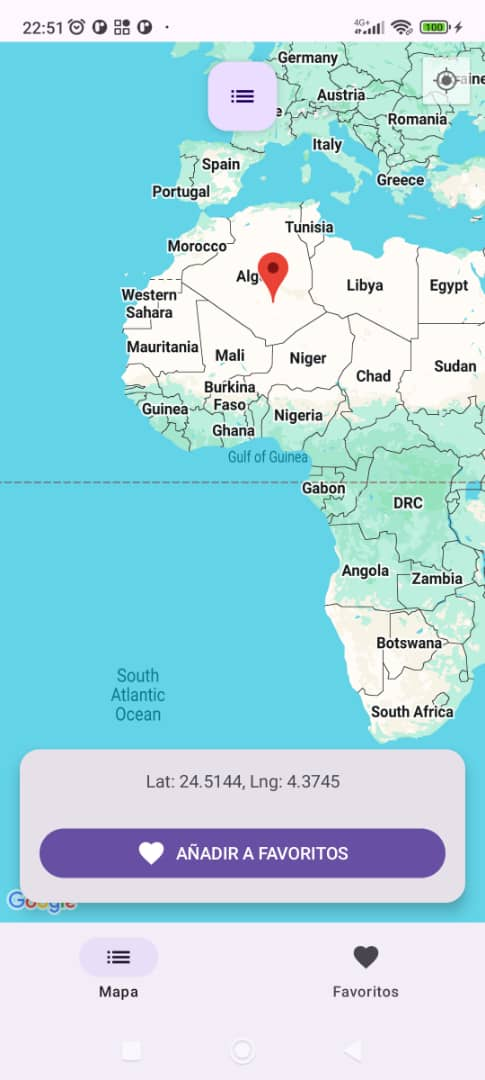 22:51
4G+
100
Germany
Austria
Romania
Italy
Spain
Portugal
Greece
Tunisia
Morocco
Libya
Egypt
Western
Sahara
Mauritania
Mali
Niger
Chad
Sudan
Burkina
Faso
Guinea
Nigeria
Ghana
Gulf of Guinea
Gabon
DRC
Angola
Zambia
Botswana
South
Atlantic
Ocean
South Africa
Lat: 24.5144, Lng: 4.3745
AÑADIR A FAVORITOS
Google
Mapa
Favoritos